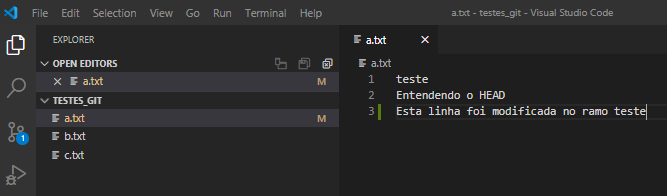 File Edit Selection View Go Run Terminal Help a.txt - testes_git - Visual Studio Code
EXPLORER
OPEN EDITORS
a.txt M
TESTES_GIT
a.txt M
b.txt
c.txt
1
a.txt
a.txt
1 teste
2 Entendendo o HEAD
3 Esta linha foi modificada no ramo teste